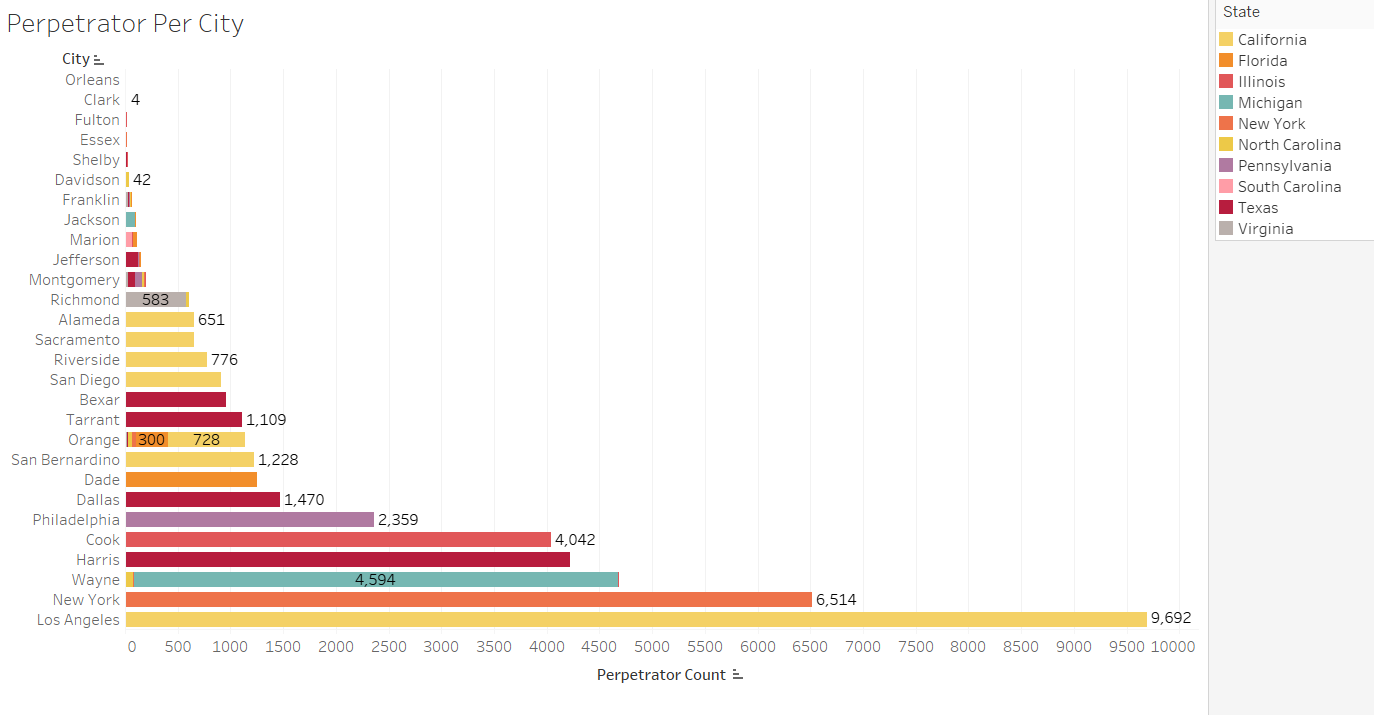 Perpetrator Per City
City
Orleans
Clark 4
Fulton
Essex
Shelby
Davidson 42
Franklin
Jackson
Marion
Jefferson
Montgomery
Richmond 583
Alameda 651
Sacramento
Riverside 776
San Diego
Bexar
Tarrant 1,109
Orange 300 728
San Bernardino 1,228
Dade
Dallas 1,470
Philadelphia 2,359
Cook 4,042
Harris
Wayne 4,594
New York 6,514
Los Angeles 9,692
0 500 1000 1500 2000 2500 3000 3500 4000 4500 5000 5500 6000 6500 7000 7500 8000 8500 9000 9500 10000
Perpetrator Count
State
California
Florida
Illinois
Michigan
New York
North Carolina
Pennsylvania
South Carolina
Texas
Virginia